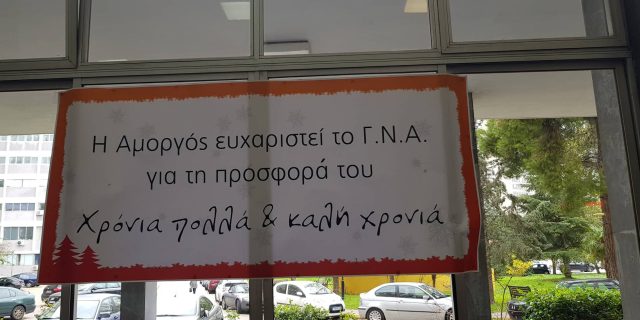 Η Αμοργός ευχαριστεί το Γ.Ν.Α.
για τη προσφορά του
Χρόνια πολλά & καλή χρονιά